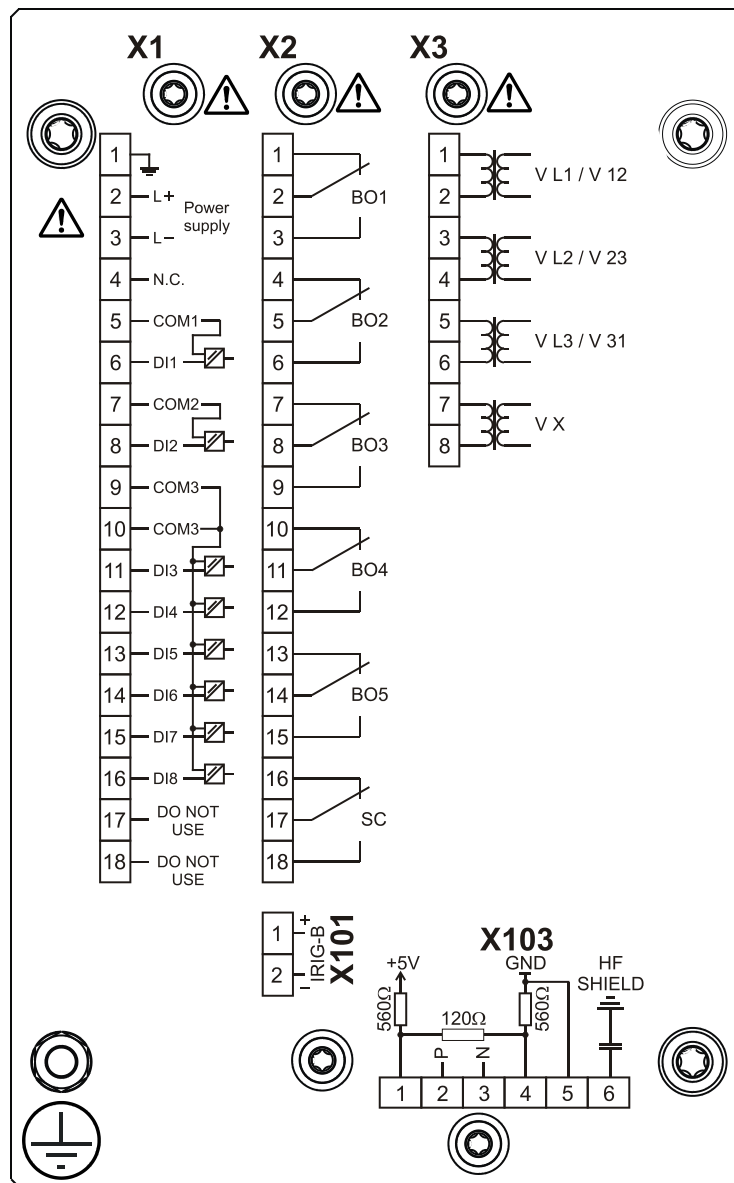 X1 X2 X3
1
2 L+
Power
supply
3 L–
4 N.C.
5 COM1
6 DI1
7 COM2
8 DI2
9 COM3
10 COM3
11 DI3
12 DI4
13 DI5
14 DI6
15 DI7
16 DI8
17 DO NOT
USE
18 DO NOT
USE
1
2 BO1
3
4
5 BO2
6
7
8 BO3
9
10
11 BO4
12
13
14 BO5
15
16
17 SC
18
1
2
V L1 / V 12
3
4
V L2 / V 23
5
6
V L3 / V 31
7
8
V X
1 +
2 –
IRIG-B
X101
X103
+5V
GND
HF
SHIELD
560Ω
120Ω
560Ω
P
N
1 2 3 4 5 6